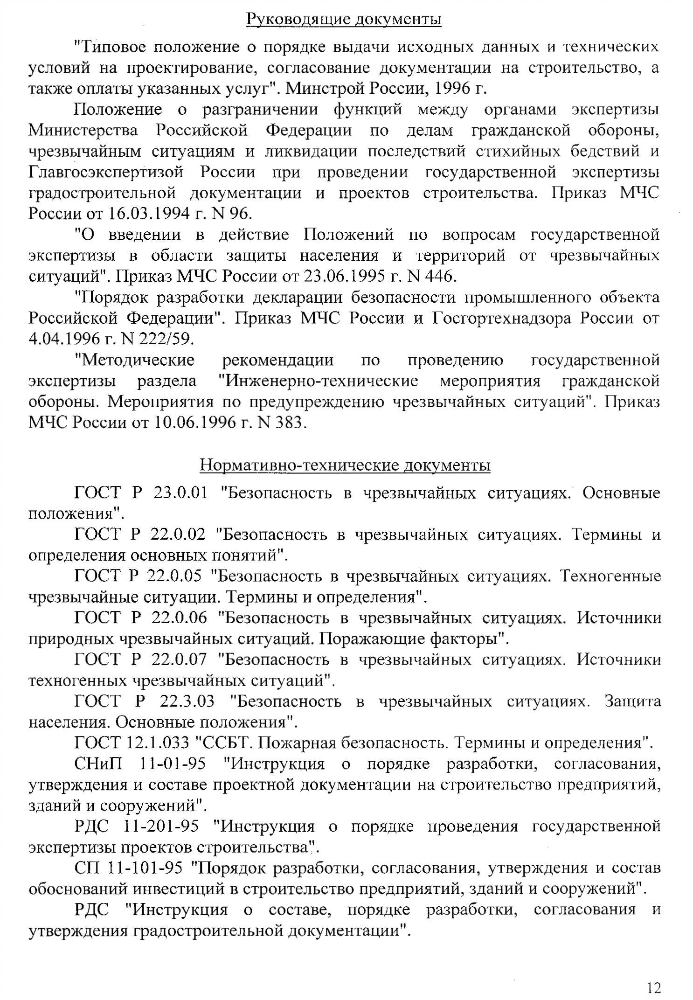 Руководящие документы
"Типовое положение о порядке выдачи исходных данных и технических
условий на проектирование, согласование документации на строительство, а
также оплаты указанных услуг". Минстрой России, 1996 г.
Положение о разграничении функций между органами экспертизы
Министерства Российской Федерации по делам гражданской обороны,
чрезвычайным ситуациям и ликвидации последствий стихийных бедствий и
Главгосэкспертизой России при проведении государственной экспертизы
градостроительной документации и проектов строительства. Приказ МЧС
России от 16.03.1994 г. N 96.
"О введении в действие Положений по вопросам государственной
экспертизы в области защиты населения и территорий от чрезвычайных
ситуаций". Приказ МЧС России от 23.06.1995 г. N 446.
"Порядок разработки декларации безопасности промышленного объекта
Российской Федерации". Приказ МЧС России и Госгортехнадзора России от
4.04.1996 г. N 222/59.
"Методические рекомендации по проведению государственной
экспертизы раздела "Инженерно-технические мероприятия гражданской
обороны. Мероприятия по предупреждению чрезвычайных ситуаций". Приказ
МЧС России от 10.06.1996 г. N 383.
Нормативно-технические документы
ГОСТ Р 23.0.01 "Безопасность в чрезвычайных ситуациях. Основные
положения".
ГОСТ Р 22.0.02 "Безопасность в чрезвычайных ситуациях. Термины и
определения основных понятий".
ГОСТ Р 22.0.05 "Безопасность в чрезвычайных ситуациях. Техногенные
чрезвычайные ситуации. Термины и определения".
ГОСТ Р 22.0.06 "Безопасность в чрезвычайных ситуациях. Источники
природных чрезвычайных ситуаций. Поражающие факторы".
ГОСТ Р 22.0.07 "Безопасность в чрезвычайных ситуациях. Источники
техногенных чрезвычайных ситуаций".
ГОСТ Р 22.3.03 "Безопасность в чрезвычайных ситуациях. Защита
населения. Основные положения".
ГОСТ 12.1.033 "ССБТ. Пожарная безопасность. Термины и определения".
СНиП 11-01-95 "Инструкция о порядке разработки, согласования,
утверждения и составе проектной документации на строительство предприятий,
зданий и сооружений".
РДС 11-201-95 "Инструкция о порядке проведения государственной
экспертизы проектов строительства".
СП 11-101-95 "Порядок разработки, согласования, утверждения и состав
обоснований инвестиций в строительство предприятий, зданий и сооружений".
РДС "Инструкция о составе, порядке разработки, согласования и
утверждения градостроительной документации".
12